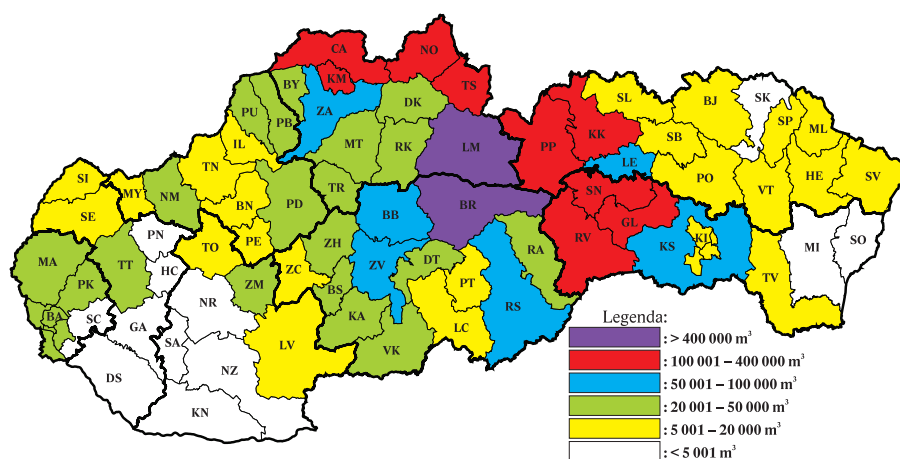 CA
NO
KM
TS
BY
ZA
DK
PU
PB
SL
BJ
SK
SP
ML
IL
MT
RK
LM
PP
KK
SB
LE
TN
SI
MY
NM
BN
PD
TR
BR
SN
PO
VT
HE
SV
SE
BB
GL
PN
TO
PE
ZH
ZC
ZV
DT
RA
RV
KS
KI
MI
SO
MA
TT
HC
PK
ZM
BS
PT
TV
BA
SC
GA
NR
KA
RS
LC
SA
LV
VK
DS
NZ
KN
Legenda:
: > 400 000 m³
: 100 001 – 400 000 m³
: 50 001 – 100 000 m³
: 20 001 – 50 000 m³
: 5 001 – 20 000 m³
: < 5 001 m³